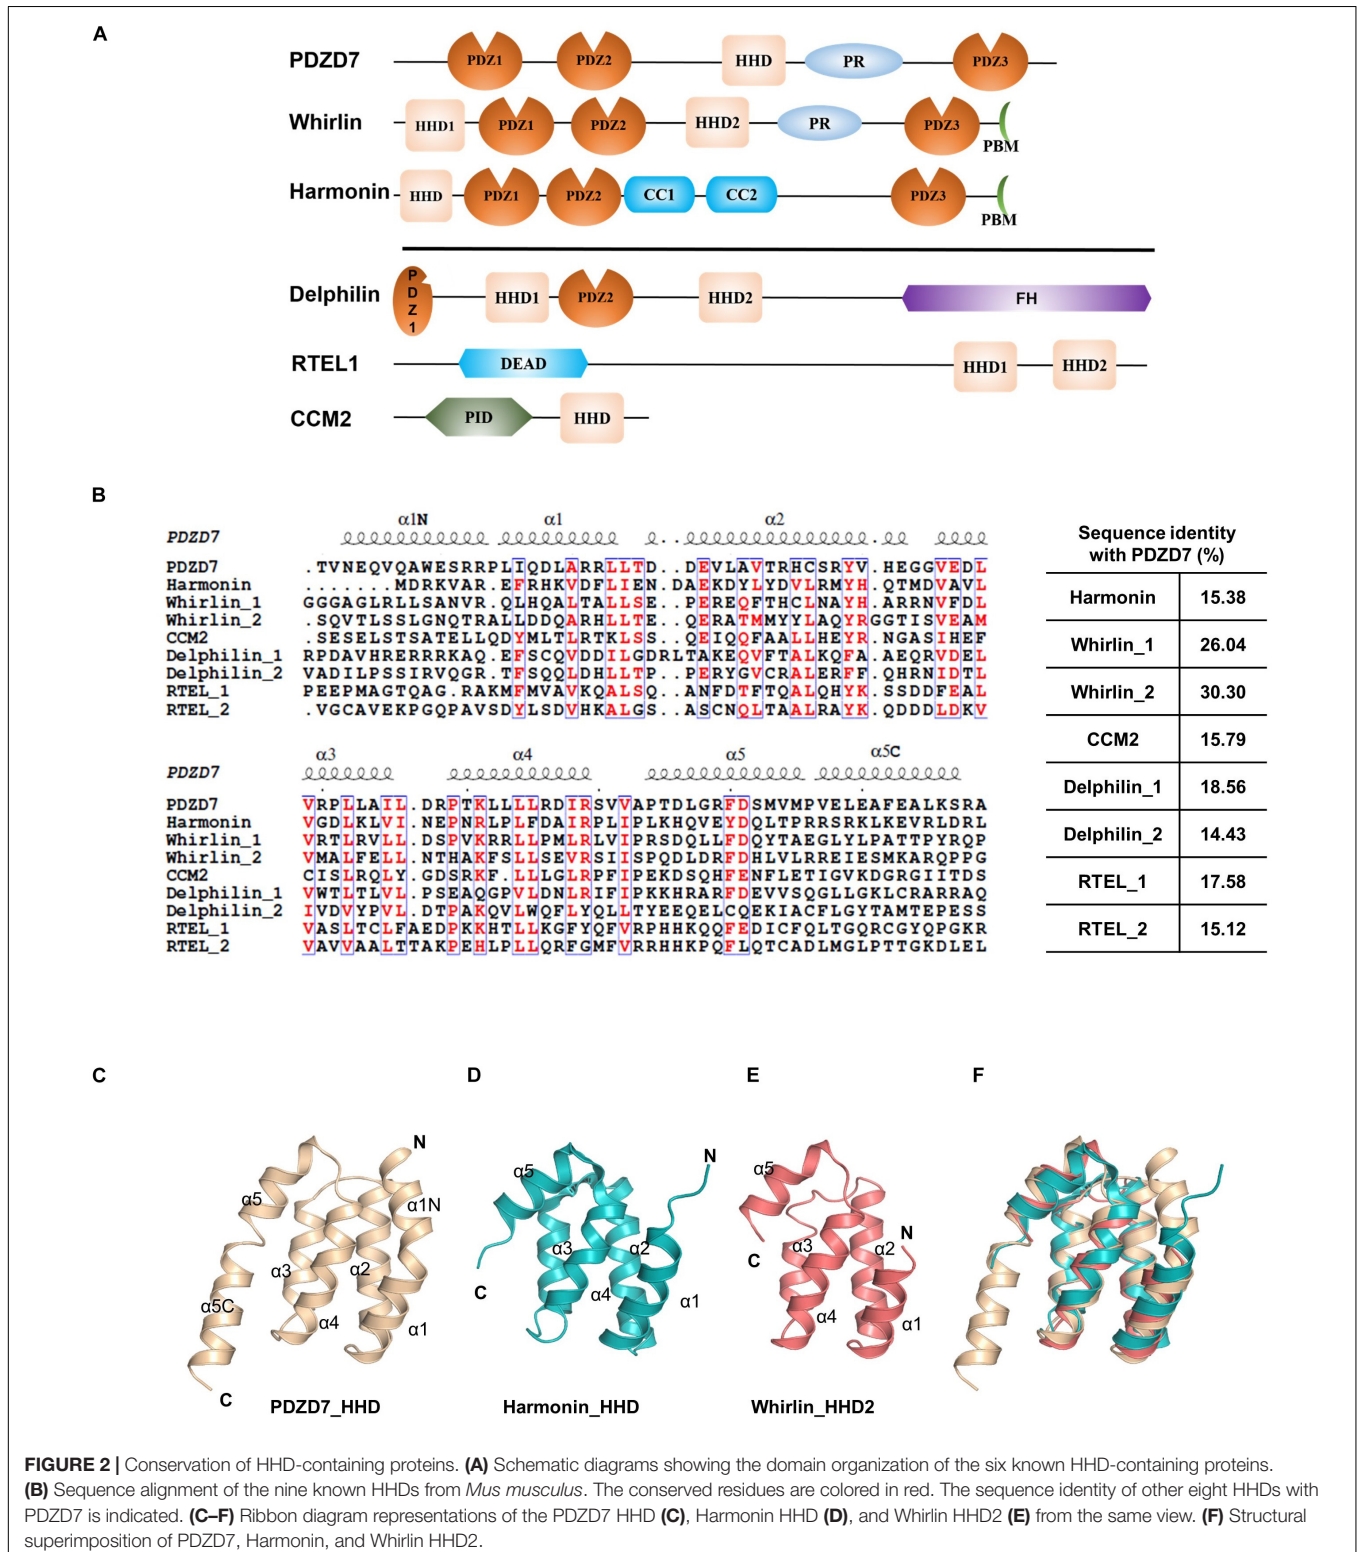 A
PDZD7 PDZ1 PDZ2 HHD PR PDZ3
Whirlin HHD1 PDZ1 PDZ2 HHD2 PR PDZ3 PBM
Harmonin HHD PDZ1 PDZ2 CC1 CC2 PDZ3 PBM
Delphilin PDZ1 HHD1 PDZ2 HHD2 FH
RTEL1 DEAD HHD1 HHD2
CCM2 PID HHD
B
α1N α1 α2
PDZD7
PDZD7 .TVNEQVQAWESRRPLIQDLARRLLTD..DEVLAVTRHCSRYV.HEGGVEDL
Harmonin .......MDRKVAR.EFRHKVDFLIEN.DAEKDYLYDVLRMYH.QTMDVAVL
Whirlin_1 GGGAGLRLLSANVR.QLHQALTALLSE..PEREQFTHCLNAYH.ARRNVFDL
Whirlin_2 .SQVTLSSLGNQTRALLDDQARHLLTE..QERATMMYYLAQYRGGTISVEAM
CCM2 .SESELSTSATELLQDYMLTLRTKLSS..QEIQQFAALLHEYR.NGASIHEF
Delphilin_1 RPDAVHRERRRKAQ.EFSCQVDDILGDRLTAKEQVFTALKQFA.AEQRVDEL
Delphilin_2 VADILPSSIRVQGR.TFSQQLDHLLTP..PERYGVCRALERFF.QHRNIDTL
RTEL_1 PEEPMAGTQAG.RAKMFMVAVKQALSQ..ANFDTFTQALQHYK.SSDDFEAL
RTEL_2 .VGCAVEKPGQPAVSDYLSDVHKALGS..ASCNQLTAALRAYK.QDDDLDKV
α3 α4 α5 α5C
PDZD7
PDZD7 VRPLLAIL.DRPTKLLLLRDIRSVVAPTDLGRFDSMVMPVELEAFEALKSRA
Harmonin VGDLKLVI.NEPNRLPLFDAIRPLIPLKHQVEYDQLTPRRSRKLKEVRLDRL
Whirlin_1 VRTLRVLL.DSPVKRRLLPMLRLVIPRSDQLLFDQYTAEGLYLPATTPYRQP
Whirlin_2 VMALFELL.NTHAKFSLLSEVRSIISPQDLDRFDHLVLRREIESMKARQPPG
CCM2 CISLRQLY.GDSRKF.LLLGLRPFIPEKDSQHFENFLETIGVKDGRGIITDS
Delphilin_1 VWTLTLVL.PSEAQGPVLDNLRIFIPKKHRARFDEVVSQGLLGKLCRARRAQ
Delphilin_2 IVDVYPVL.DTPAKQVLWQFLYQLLTYEEQELCQEKIACFLGYTAMTEPESS
RTEL_1 VASLTCLFAEDPKKHTLLKGFYQFVRPHHKQQFEDICFQLTGQRCGYQPGKR
RTEL_2 VAVVAALTTAKPEHLPLLQRFGMFVRRHHKPQFLQTCADLMGLPTTGKDLEL
Sequence identity
with PDZD7 (%)
Harmonin 15.38
Whirlin_1 26.04
Whirlin_2 30.30
CCM2 15.79
Delphilin_1 18.56
Delphilin_2 14.43
RTEL_1 17.58
RTEL_2 15.12
C
N
α5 α1N
α3 α2
α5C α4 α1
C
PDZD7_HHD
D
N
α5
α3 α2
C α4 α1
Harmonin_HHD
E
α5
N
C α3 α2
α4 α1
Whirlin_HHD2
F
FIGURE 2 | Conservation of HHD-containing proteins. (A) Schematic diagrams showing the domain organization of the six known HHD-containing proteins.
(B) Sequence alignment of the nine known HHDs from Mus musculus. The conserved residues are colored in red. The sequence identity of other eight HHDs with
PDZD7 is indicated. (C–F) Ribbon diagram representations of the PDZD7 HHD (C), Harmonin HHD (D), and Whirlin HHD2 (E) from the same view. (F) Structural
superimposition of PDZD7, Harmonin, and Whirlin HHD2.